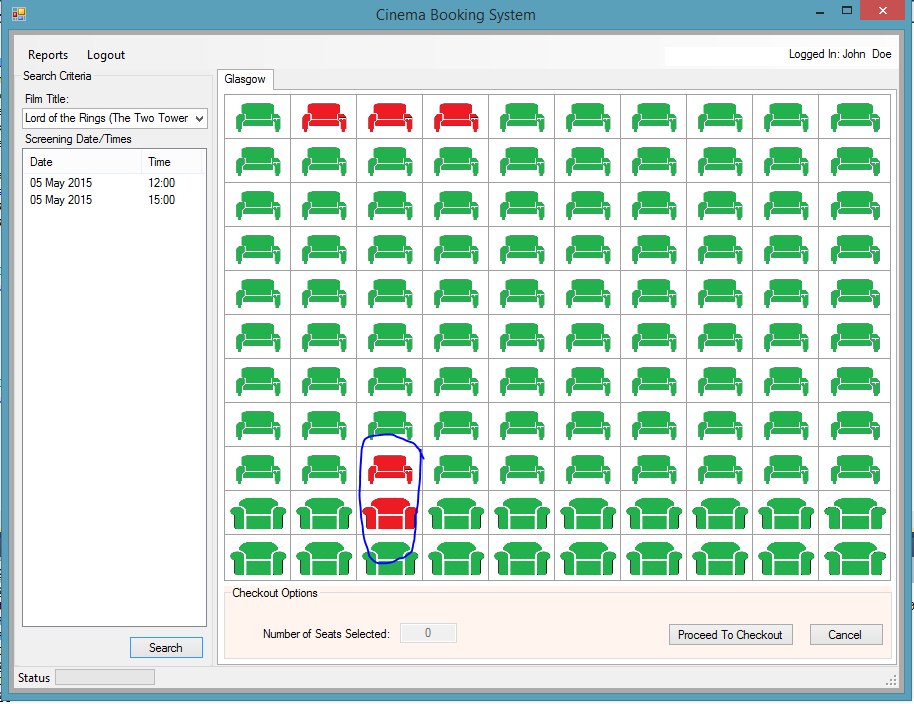 Cinema Booking System
Reports Logout
Logged In: John Doe
Search Criteria
Film Title:
Lord of the Rings (The Two Tower
Screening Date/Times
Date Time
05 May 2015 12:00
05 May 2015 15:00
Search
Glasgow
Checkout Options
Number of Seats Selected: 0
Proceed To Checkout
Cancel
Status